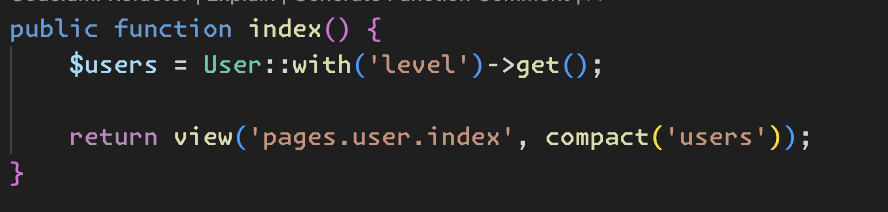 public function index() {
$users = User::with('level')->get();
return view('pages.user.index', compact('users'));
}